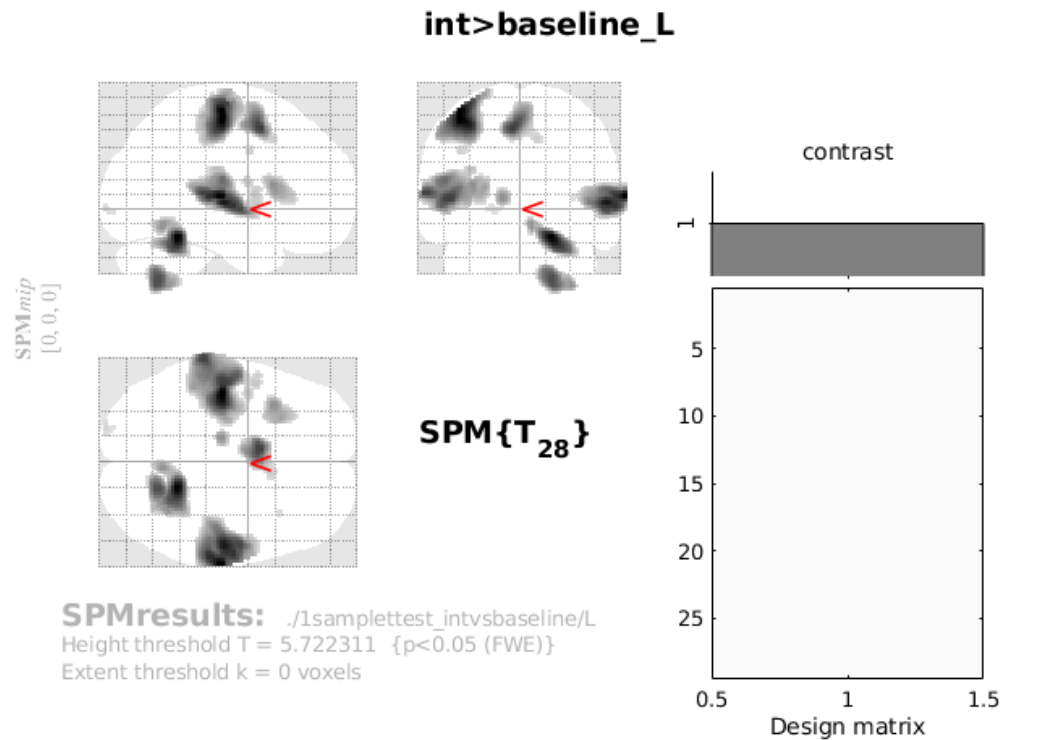 int>baseline_L
SPMmip
[0, 0, 0]
<
<
<
SPM{T28}
contrast
1
5
10
15
20
25
0.5 1 1.5
Design matrix
SPMresults: ./1samplettest_intvsbaseline/L
Height threshold T = 5.722311 {p<0.05 (FWE)}
Extent threshold k = 0 voxels